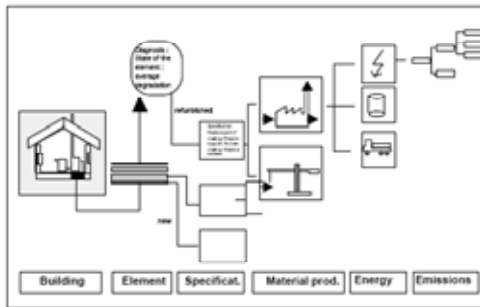 Diagnosis :
State of the
element :
average
degradation
refurbished
new
Building
Element
Specificat.
Material prod.
Energy
Emissions